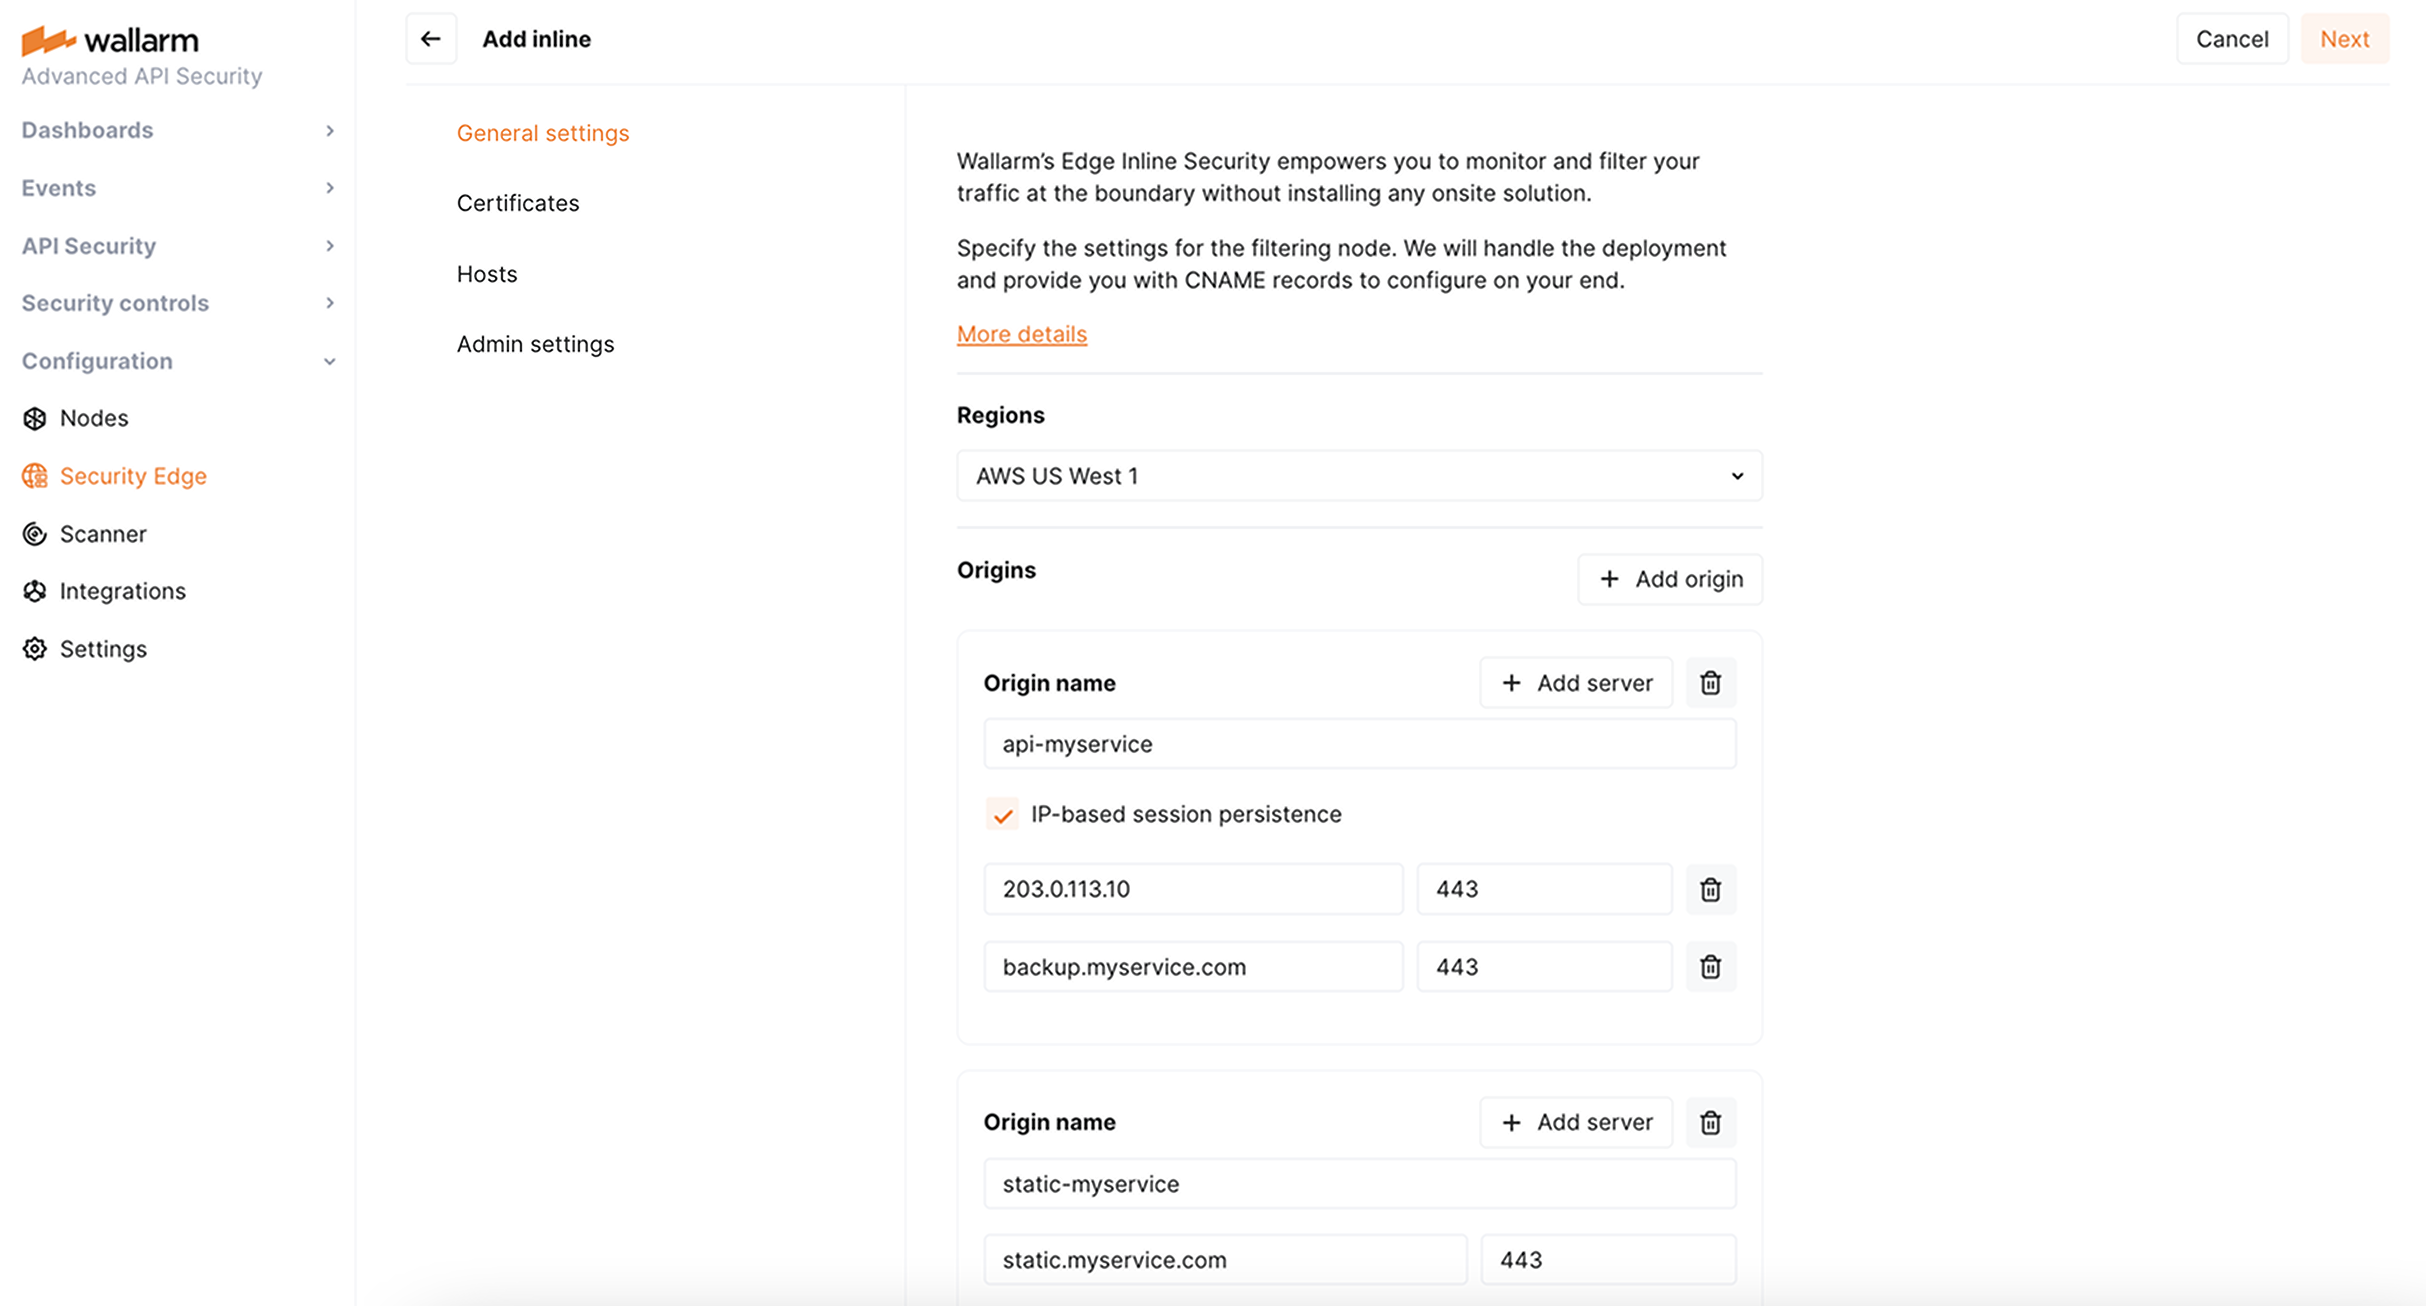 wallarm
Advanced API Security
Dashboards
Events
API Security
Security controls
Configuration
Nodes
Security Edge
Scanner
Integrations
Settings
Add inline
Cancel
Next
General settings
Certificates
Hosts
Admin settings
Wallarm’s Edge Inline Security empowers you to monitor and filter your
traffic at the boundary without installing any onsite solution.
Specify the settings for the filtering node. We will handle the deployment
and provide you with CNAME records to configure on your end.
More details
Regions
AWS US West 1
Origins
+ Add origin
Origin name
+ Add server
api-myservice
IP-based session persistence
203.0.113.10
443
backup.myservice.com
443
Origin name
+ Add server
static-myservice
static.myservice.com
443